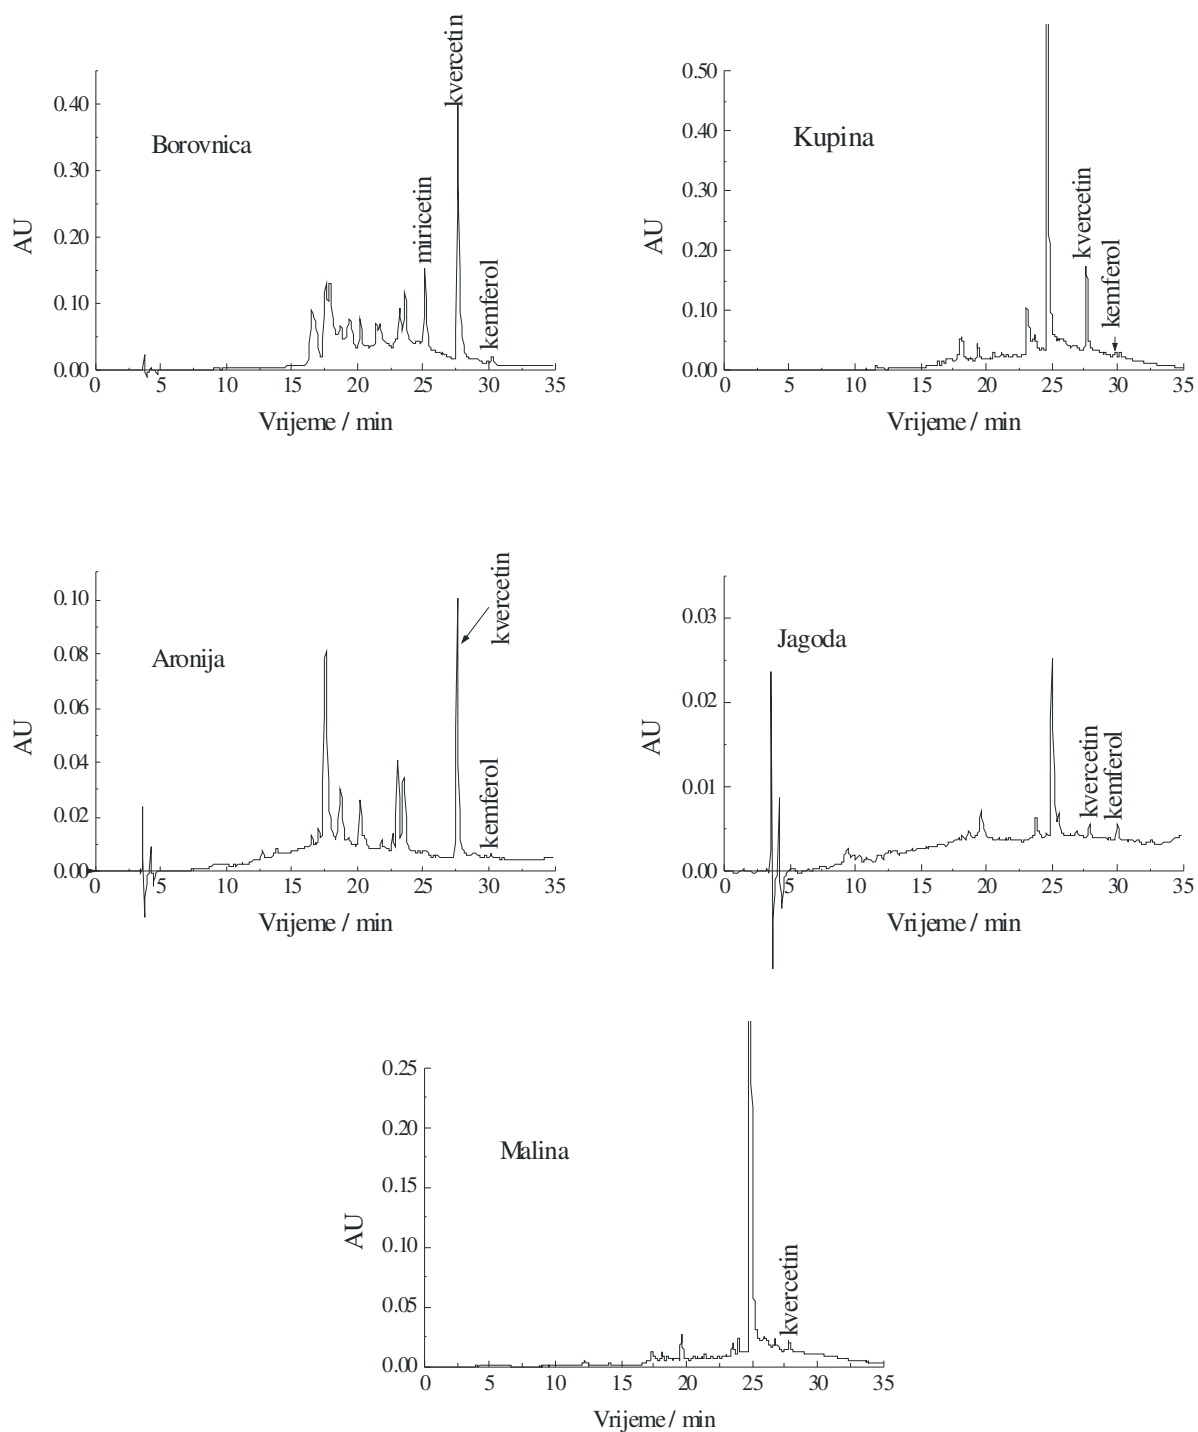 kvercetin
0.40
Borovnica
0.30
AU
0.20
miricetin
0.10
kemferol
0.00
0 5 10 15 20 25 30 35
Vrijeme / min
0.50
0.40
Kupina
0.30
AU
0.20
kvercetin
0.10
kemferol
0.00
0 5 10 15 20 25 30 35
Vrijeme / min
kvercetin
0.10
Aronija
0.08
0.06
AU
0.04
kemferol
0.02
0.00
0 5 10 15 20 25 30 35
Vrijeme / min
0.03
Jagoda
0.02
AU
kvercetin
kemferol
0.01
0.00
0 5 10 15 20 25 30 35
Vrijeme / min
0.25
0.20
Malina
0.15
AU
0.10
kvercetin
0.05
0.00
0 5 10 15 20 25 30 35
Vrijeme / min